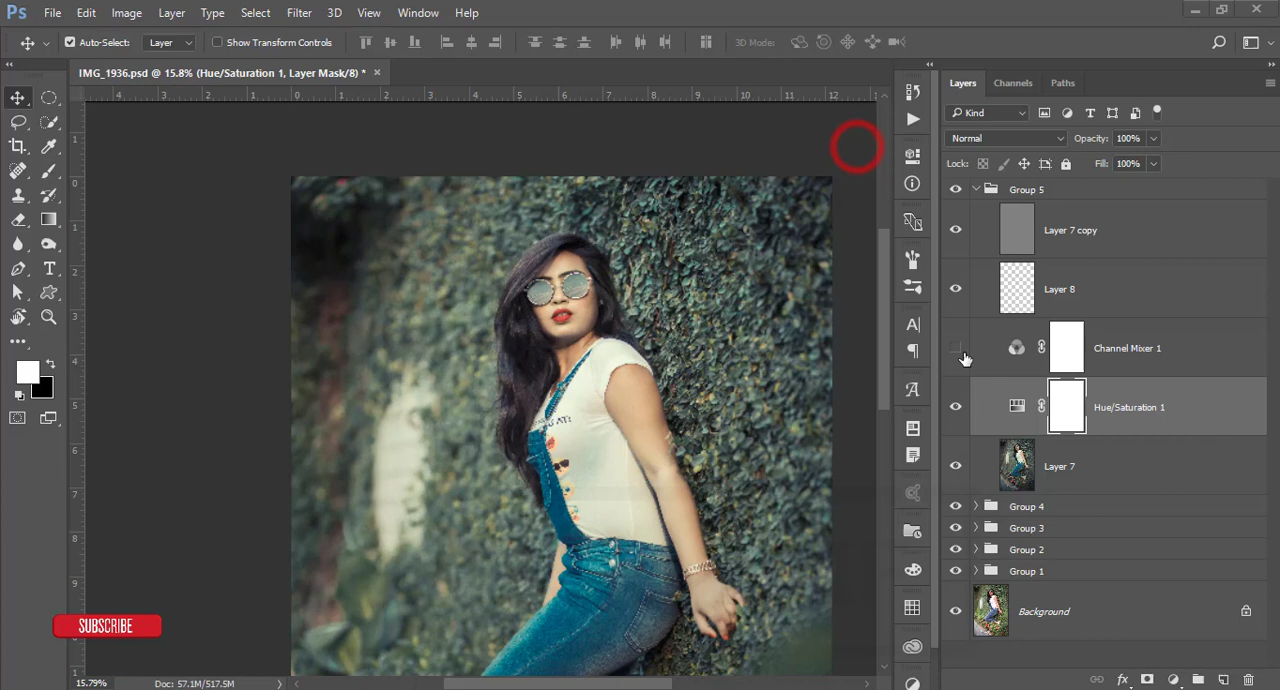 Ps File Edit Image Layer Type Select Filter 3D View Window Help
Auto-Select: Layer Show Transform Controls 3D Mode:
IMG_1936.psd @ 15.8% (Hue/Saturation 1, Layer Mask/8) * ×
Layers Channels Paths
Kind
Normal Opacity: 100%
Lock: Fill: 100%
Group 5
Layer 7 copy
Layer 8
Channel Mixer 1
Hue/Saturation 1
Layer 7
Group 4
Group 3
Group 2
Group 1
Background
SUBSCRIBE
15.79% Doc: 57.1M/517.5M